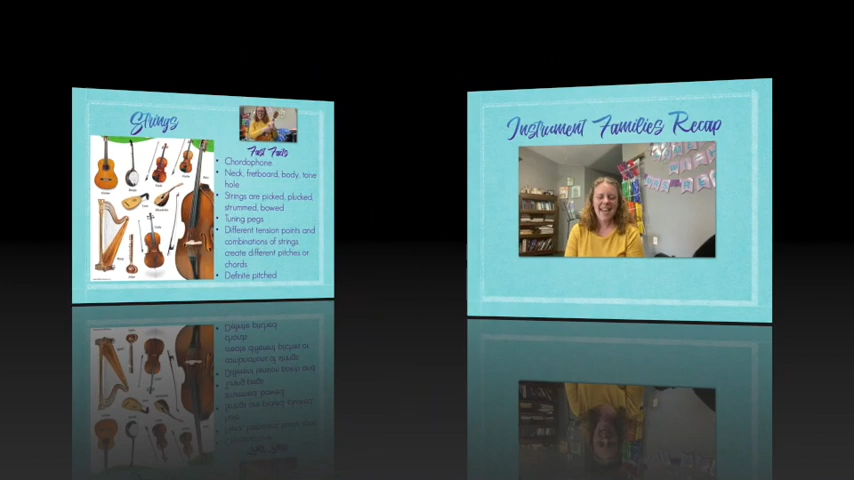 Strings
Fast Facts
• Chordophone
• Neck, fretboard, body, tone
hole
• Strings are picked, plucked,
strummed, bowed
• Tuning pegs
• Different tension points and
combinations of strings
create different pitches or
chords
• Definite pitched
Instrument Families Recap